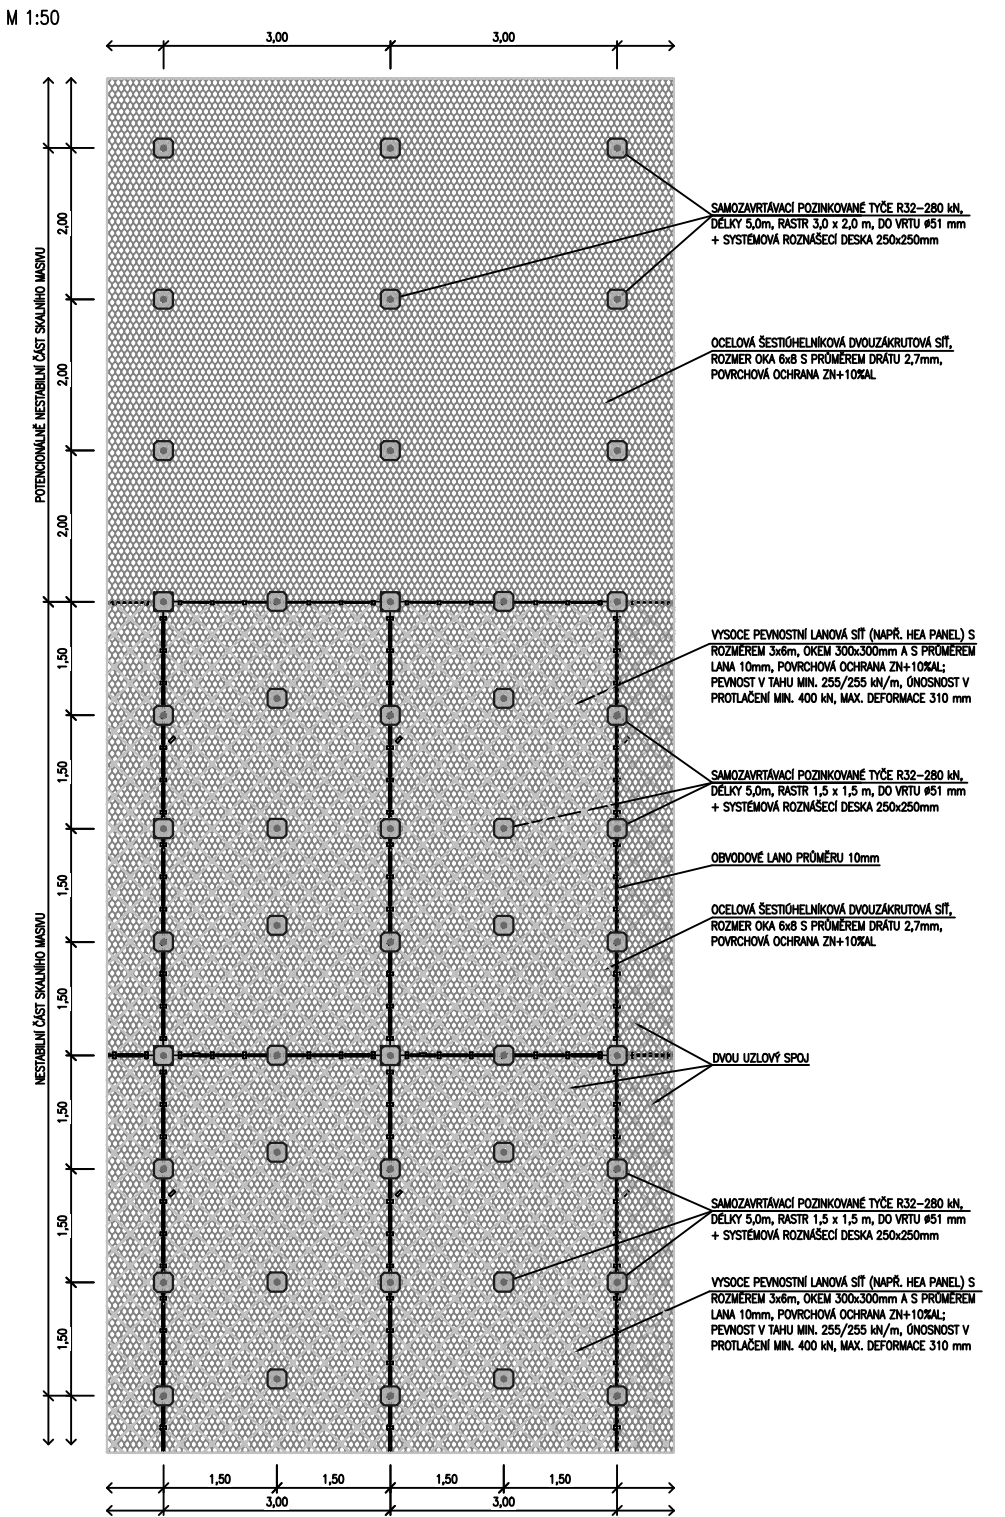 M 1:50
3,00
3,00
2,00
2,00
2,00
POTENCIONÁLNĚ NESTABILNÍ ČÁST SKALNÍHO MASIVU
SAMOZAVRTÁVACÍ POZINKOVANÉ TYČE R32-280 kN,
DÉLKY 5,0m, RASTR 3,0 x 2,0 m, DO VRTU ø51 mm
+ SYSTÉMOVÁ ROZNÁŠECÍ DESKA 250x250mm
OCELOVÁ ŠESTIÚHELNÍKOVÁ DVOUZÁKRUTOVÁ SÍŤ,
ROZMER OKA 6x8 S PRŮMĚREM DRÁTU 2,7mm,
POVRCHOVÁ OCHRANA ZN+10%AL
1,50
1,50
1,50
1,50
1,50
1,50
1,50
NESTABILNÍ ČÁST SKALNÍHO MASIVU
VYSOCE PEVNOSTNÍ LANOVÁ SÍŤ (NAPŘ. HEA PANEL) S
ROZMĚREM 3x6m, OKEM 300x300mm A S PRŮMĚREM
LANA 10mm, POVRCHOVÁ OCHRANA ZN+10%AL;
PEVNOST V TAHU MIN. 255/255 kN/m, ÚNOSNOST V
PROTLAČENÍ MIN. 400 kN, MAX. DEFORMACE 310 mm
SAMOZAVRTÁVACÍ POZINKOVANÉ TYČE R32-280 kN,
DÉLKY 5,0m, RASTR 1,5 x 1,5 m, DO VRTU ø51 mm
+ SYSTÉMOVÁ ROZNÁŠECÍ DESKA 250x250mm
OBVODOVÉ LANO PRŮMĚRU 10mm
OCELOVÁ ŠESTIÚHELNÍKOVÁ DVOUZÁKRUTOVÁ SÍŤ,
ROZMER OKA 6x8 S PRŮMĚREM DRÁTU 2,7mm,
POVRCHOVÁ OCHRANA ZN+10%AL
DVOU UZLOVÝ SPOJ
SAMOZAVRTÁVACÍ POZINKOVANÉ TYČE R32-280 kN,
DÉLKY 5,0m, RASTR 1,5 x 1,5 m, DO VRTU ø51 mm
+ SYSTÉMOVÁ ROZNÁŠECÍ DESKA 250x250mm
VYSOCE PEVNOSTNÍ LANOVÁ SÍŤ (NAPŘ. HEA PANEL) S
ROZMĚREM 3x6m, OKEM 300x300mm A S PRŮMĚREM
LANA 10mm, POVRCHOVÁ OCHRANA ZN+10%AL;
PEVNOST V TAHU MIN. 255/255 kN/m, ÚNOSNOST V
PROTLAČENÍ MIN. 400 kN, MAX. DEFORMACE 310 mm
1,50
1,50
1,50
1,50
3,00
3,00